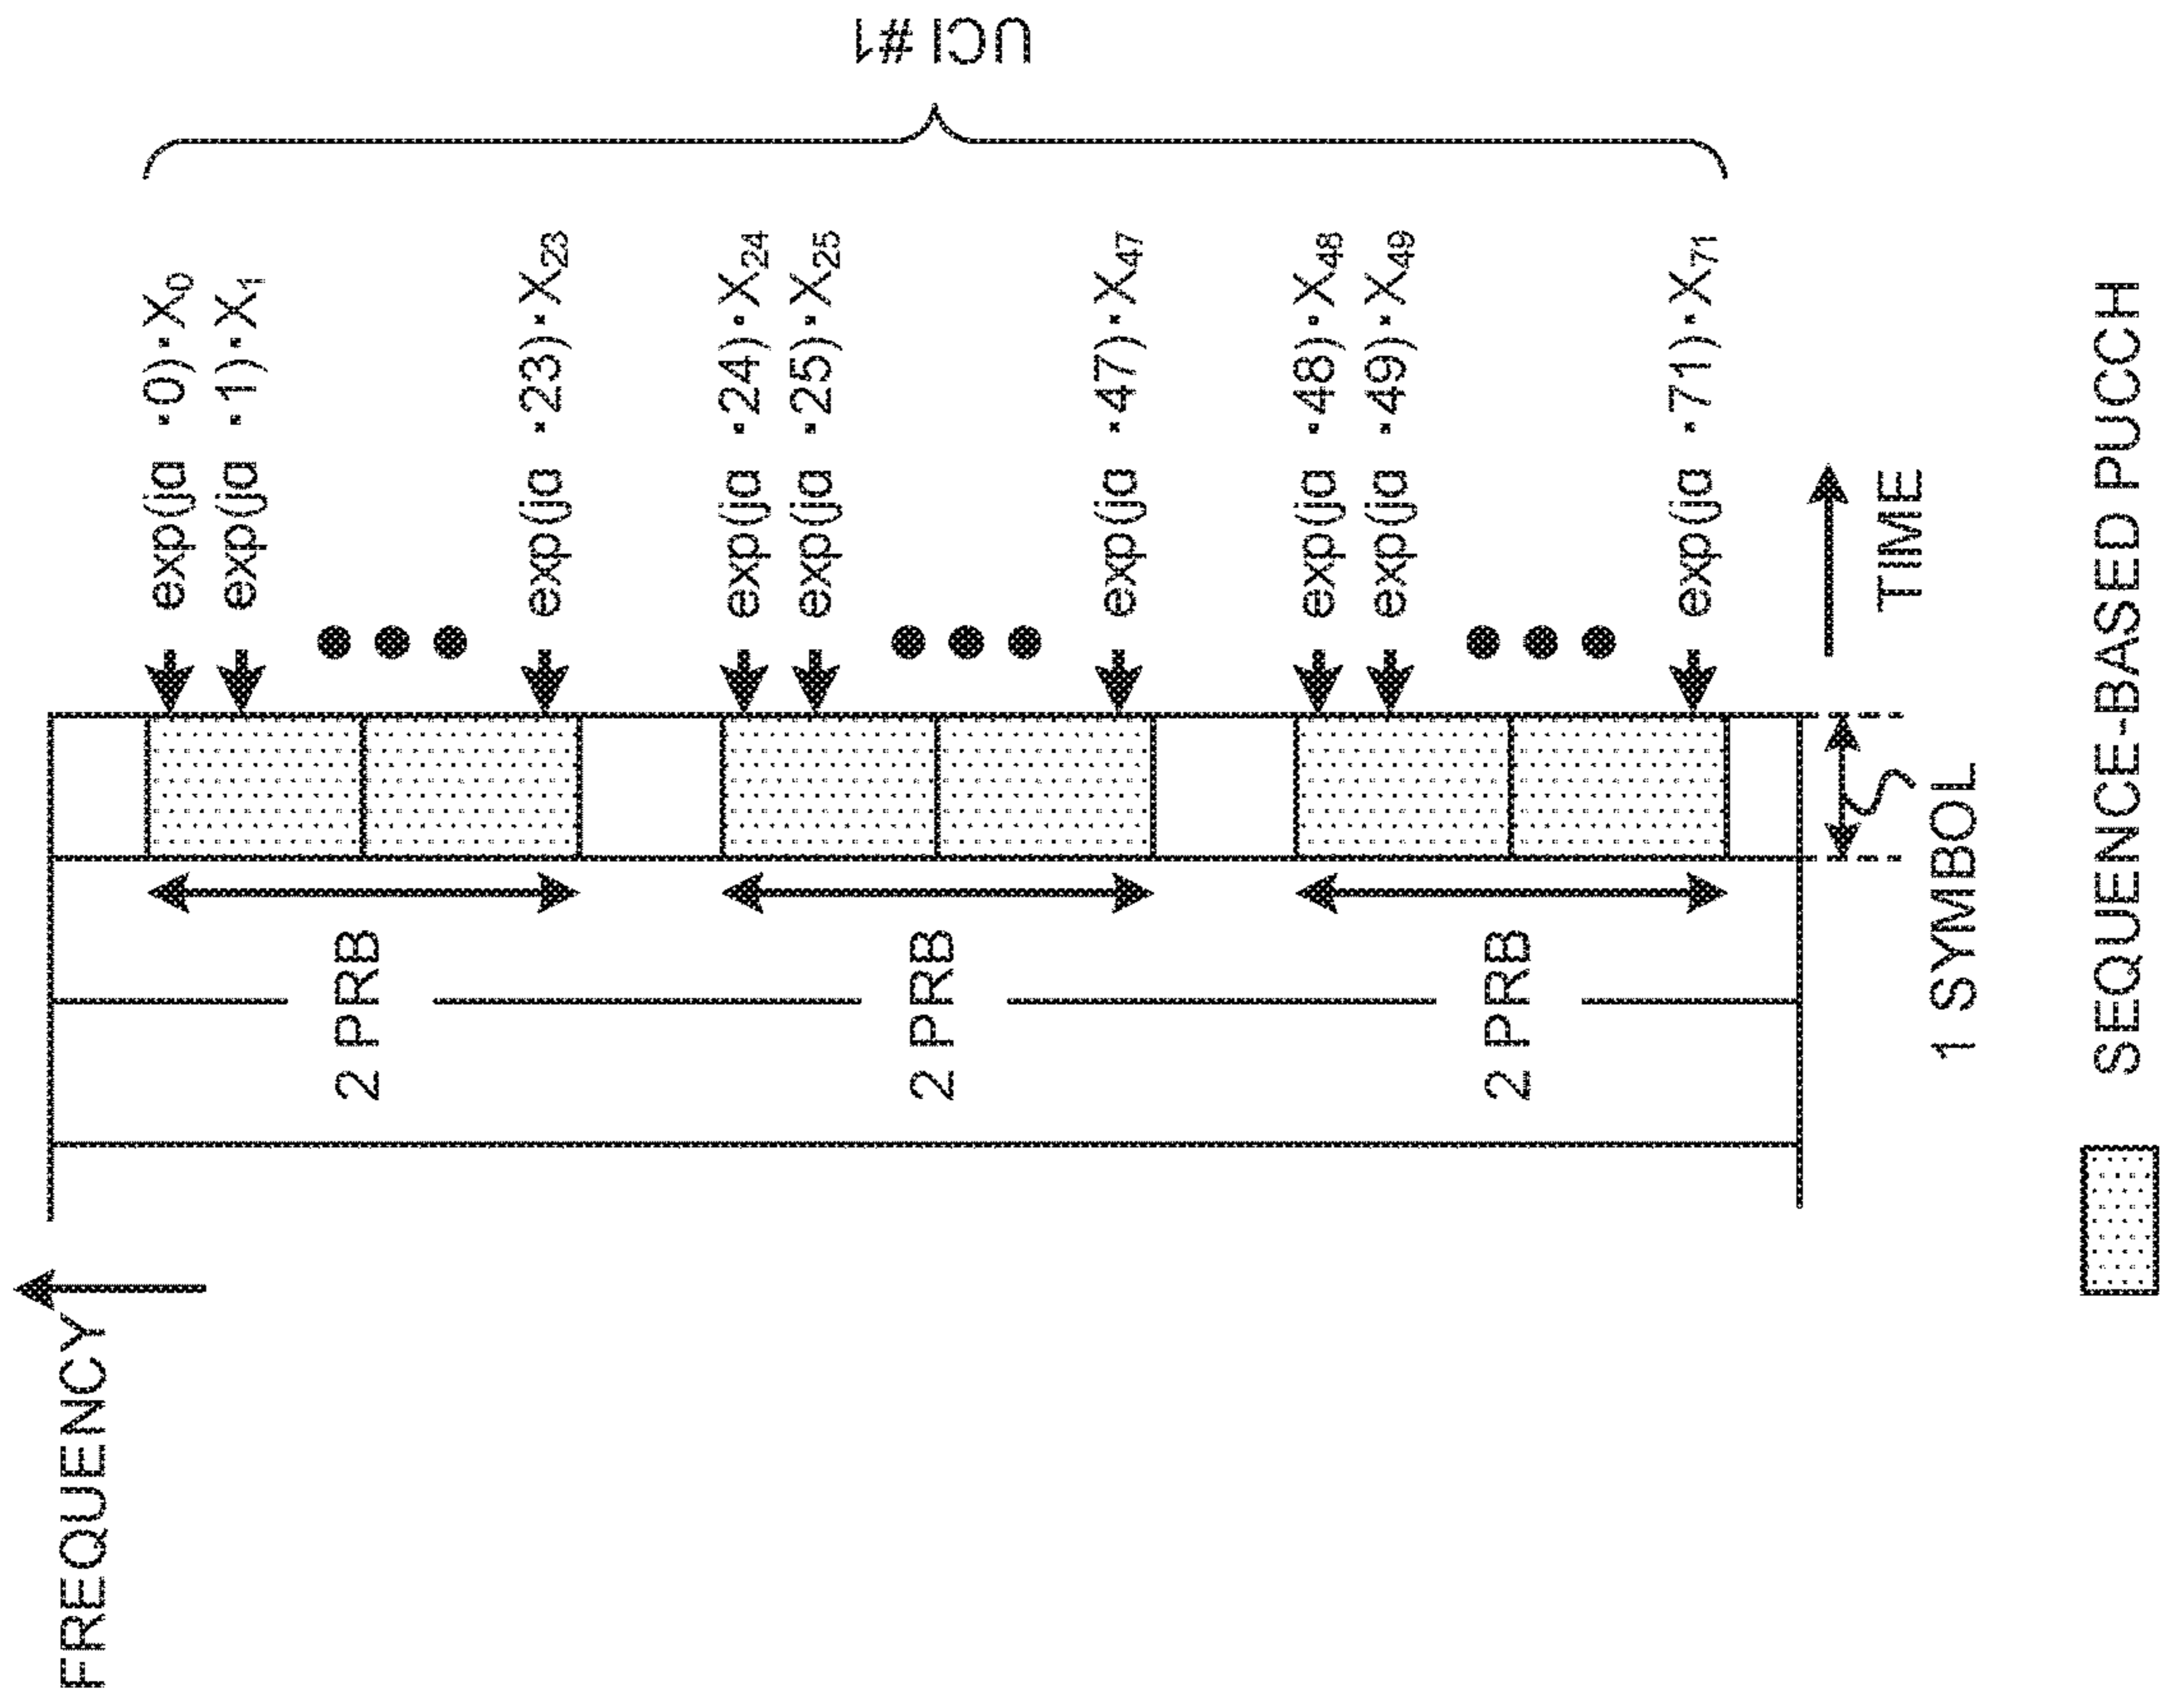 FREQUENCY
UCI #1
exp(jα ·0)·X0
exp(jα ·1)·X1
exp(jα ·23)·X23
exp(jα ·24)·X24
exp(jα ·25)·X25
exp(jα ·47)·X47
exp(jα ·48)·X48
exp(jα ·49)·X49
exp(jα ·71)·X71
2 PRB
2 PRB
2 PRB
TIME
1 SYMBOL
SEQUENCE-BASED PUCCH